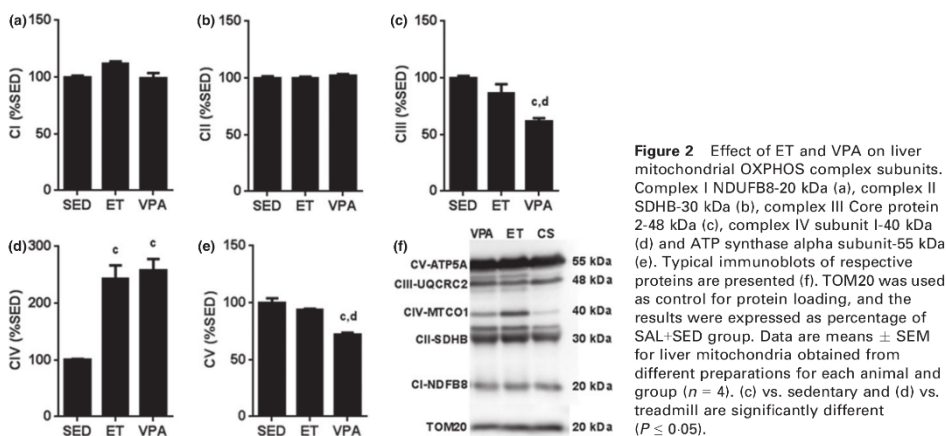 (a)
150
100
50
0
CI (%SED)
SED ET VPA
(b)
150
100
50
0
CII (%SED)
SED ET VPA
(c)
150
100
50
0
CIII (%SED)
c,d
SED ET VPA
(d)
300
200
100
0
CIV (%SED)
c c
SED ET VPA
(e)
150
100
50
0
CV (%SED)
c,d
SED ET VPA
(f)
VPA ET CS
CV-ATP5A 55 kDa
CIII-UQCRC2 48 kDa
CIV-MTCO1 40 kDa
CII-SDHB 30 kDa
CI-NDFB8 20 kDa
TOM20 20 kDa
Figure 2 Effect of ET and VPA on liver
mitochondrial OXPHOS complex subunits.
Complex I NDUFB8-20 kDa (a), complex II
SDHB-30 kDa (b), complex III Core protein
2-48 kDa (c), complex IV subunit I-40 kDa
(d) and ATP synthase alpha subunit-55 kDa
(e). Typical immunoblots of respective
proteins are presented (f). TOM20 was used
as control for protein loading, and the
results were expressed as percentage of
SAL+SED group. Data are means ± SEM
for liver mitochondria obtained from
different preparations for each animal and
group (n = 4). (c) vs. sedentary and (d) vs.
treadmill are significantly different
(P ≤ 0·05).